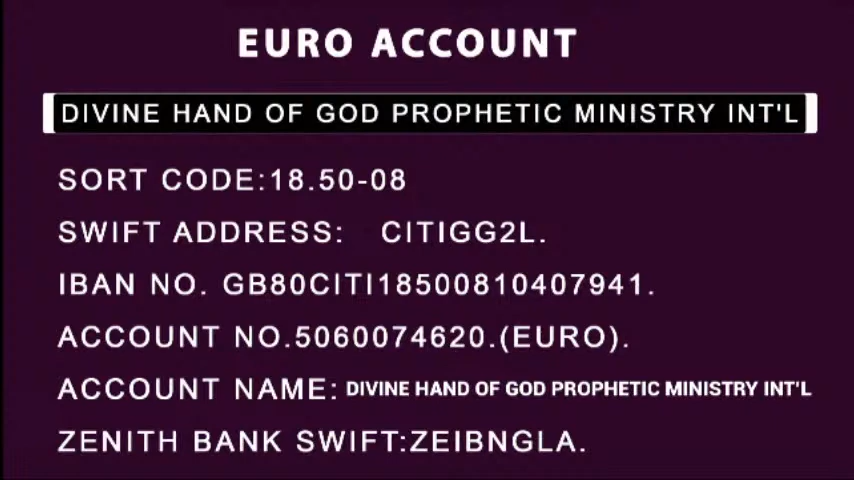 EURO ACCOUNT
DIVINE HAND OF GOD PROPHETIC MINISTRY INT'L
SORT CODE:18.50-08
SWIFT ADDRESS: CITIGG2L.
IBAN NO. GB80CITI18500810407941.
ACCOUNT NO.5060074620.(EURO).
ACCOUNT NAME: DIVINE HAND OF GOD PROPHETIC MINISTRY INT'L
ZENITH BANK SWIFT:ZEIBNGLA.